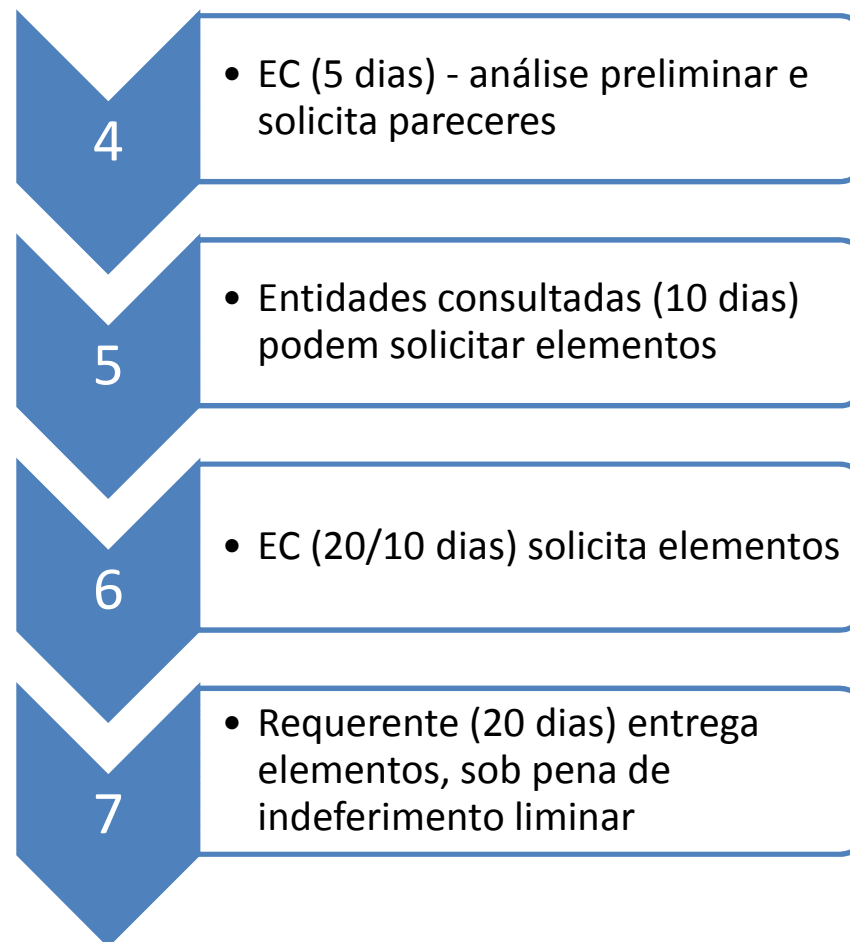 4
• EC (5 dias) - análise preliminar e
solicita pareceres
5
• Entidades consultadas (10 dias)
podem solicitar elementos
6
• EC (20/10 dias) solicita elementos
7
• Requerente (20 dias) entrega
elementos, sob pena de
indeferimento liminar